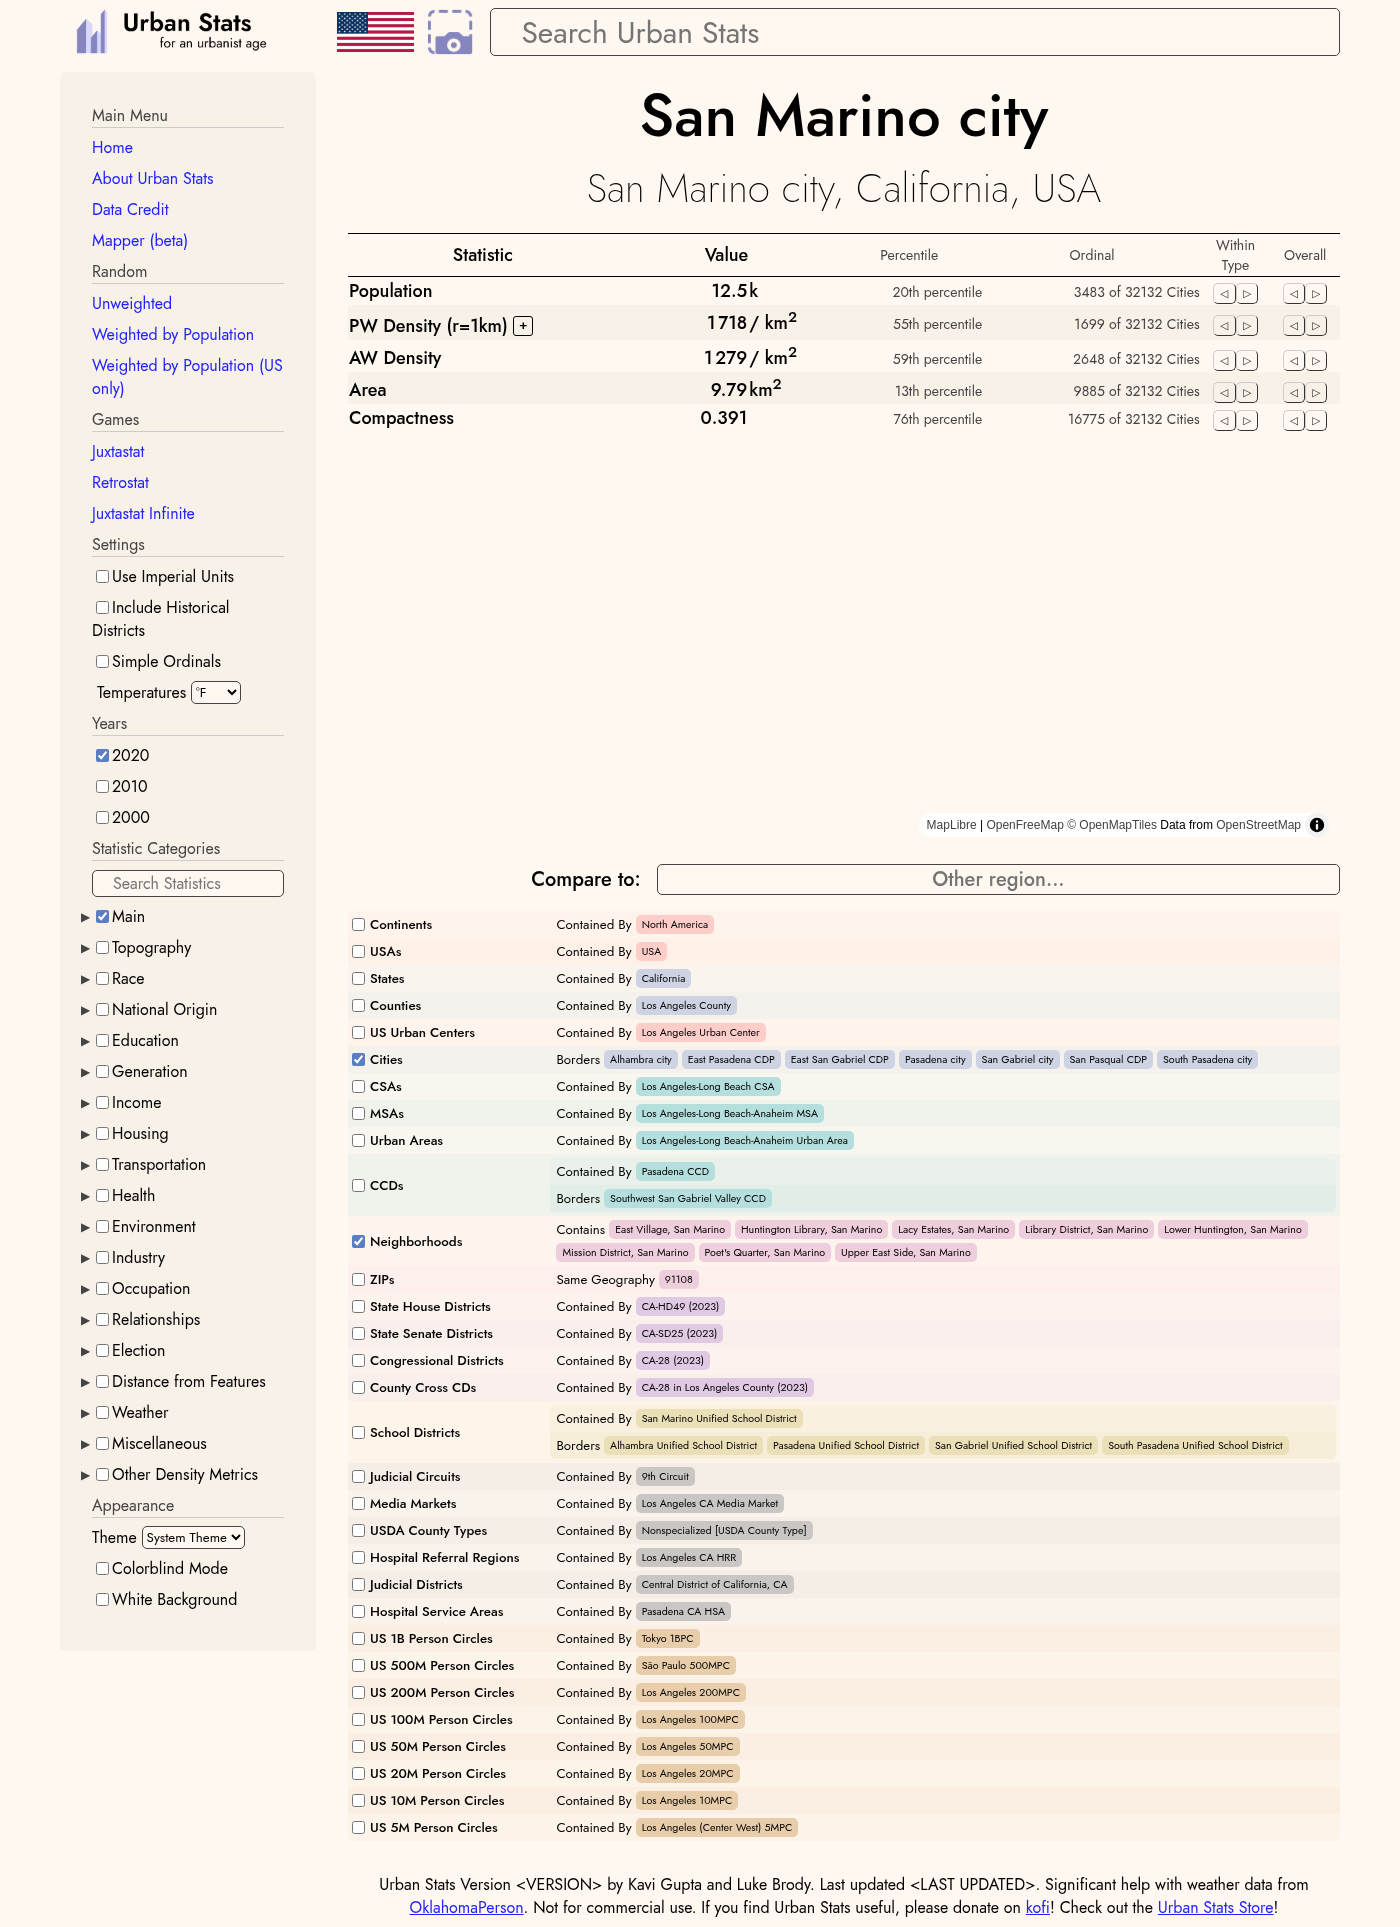 Urban Stats
for an urbanist age
Search Urban Stats
Main Menu
Home
About Urban Stats
Data Credit
Mapper (beta)
Random
Unweighted
Weighted by Population
Weighted by Population (US
only)
Games
Juxtastat
Retrostat
Juxtastat Infinite
Settings
Use Imperial Units
Include Historical
Districts
Simple Ordinals
Temperatures °F
Years
2020
2010
2000
Statistic Categories
Search Statistics
Main
Topography
Race
National Origin
Education
Generation
Income
Housing
Transportation
Health
Environment
Industry
Occupation
Relationships
Election
Distance from Features
Weather
Miscellaneous
Other Density Metrics
Appearance
Theme System Theme
Colorblind Mode
White Background
San Marino city
San Marino city, California, USA
Statistic Value Percentile Ordinal Within Type Overall
Population 12.5 k 20th percentile 3483 of 32132 Cities
PW Density (r=1km) + 1 718 / km² 55th percentile 1699 of 32132 Cities
AW Density 1 279 / km² 59th percentile 2648 of 32132 Cities
Area 9.79 km² 13th percentile 9885 of 32132 Cities
Compactness 0.391 76th percentile 16775 of 32132 Cities
MapLibre | OpenFreeMap © OpenMapTiles Data from OpenStreetMap
Compare to: Other region...
Continents Contained By North America
USAs Contained By USA
States Contained By California
Counties Contained By Los Angeles County
US Urban Centers Contained By Los Angeles Urban Center
Cities Borders Alhambra city East Pasadena CDP East San Gabriel CDP Pasadena city San Gabriel city San Pasqual CDP South Pasadena city
CSAs Contained By Los Angeles-Long Beach CSA
MSAs Contained By Los Angeles-Long Beach-Anaheim MSA
Urban Areas Contained By Los Angeles-Long Beach-Anaheim Urban Area
CCDs Contained By Pasadena CCD
Borders Southwest San Gabriel Valley CCD
Neighborhoods Contains East Village, San Marino Huntington Library, San Marino Lacy Estates, San Marino Library District, San Marino Lower Huntington, San Marino
Mission District, San Marino Poet's Quarter, San Marino Upper East Side, San Marino
ZIPs Same Geography 91108
State House Districts Contained By CA-HD49 (2023)
State Senate Districts Contained By CA-SD25 (2023)
Congressional Districts Contained By CA-28 (2023)
County Cross CDs Contained By CA-28 in Los Angeles County (2023)
School Districts Contained By San Marino Unified School District
Borders Alhambra Unified School District Pasadena Unified School District San Gabriel Unified School District South Pasadena Unified School District
Judicial Circuits Contained By 9th Circuit
Media Markets Contained By Los Angeles CA Media Market
USDA County Types Contained By Nonspecialized [USDA County Type]
Hospital Referral Regions Contained By Los Angeles CA HRR
Judicial Districts Contained By Central District of California, CA
Hospital Service Areas Contained By Pasadena CA HSA
US 1B Person Circles Contained By Tokyo 1BPC
US 500M Person Circles Contained By São Paulo 500MPC
US 200M Person Circles Contained By Los Angeles 200MPC
US 100M Person Circles Contained By Los Angeles 100MPC
US 50M Person Circles Contained By Los Angeles 50MPC
US 20M Person Circles Contained By Los Angeles 20MPC
US 10M Person Circles Contained By Los Angeles 10MPC
US 5M Person Circles Contained By Los Angeles (Center West) 5MPC
Urban Stats Version <VERSION> by Kavi Gupta and Luke Brody. Last updated <LAST UPDATED>. Significant help with weather data from
OklahomaPerson. Not for commercial use. If you find Urban Stats useful, please donate on kofi! Check out the Urban Stats Store!